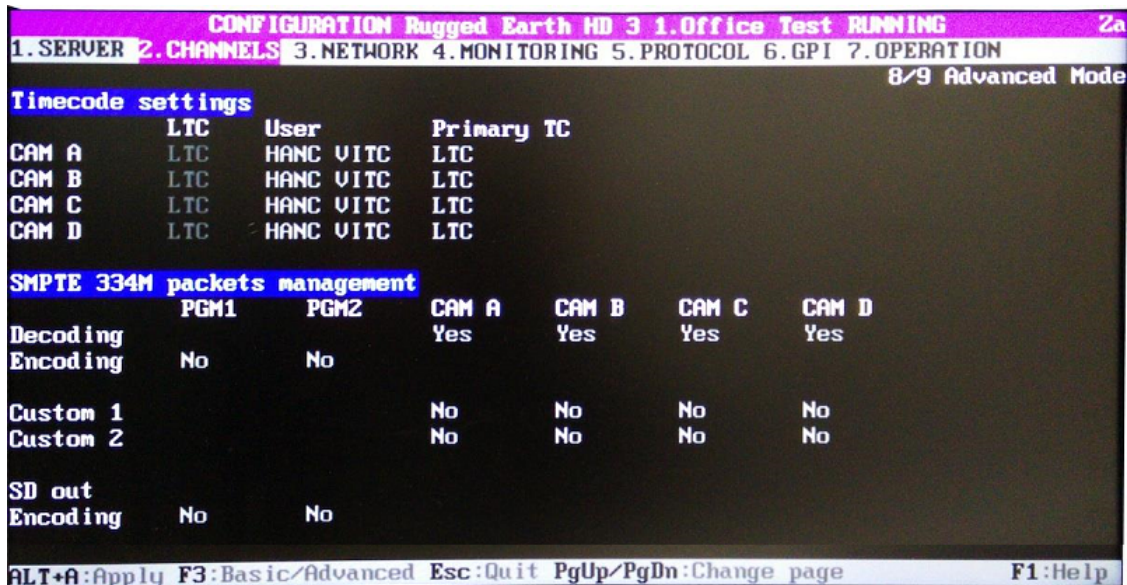 CONFIGURATION Rugged Earth HD 3 1.Office Test RUNNING Za
1.SERVER 2.CHANNELS 3.NETWORK 4.MONITORING 5.PROTOCOL 6.GPI 7.OPERATION
8/9 Advanced Mode
Timecode settings
LTC User Primary TC
CAM A LTC HANC VITC LTC
CAM B LTC HANC VITC LTC
CAM C LTC HANC VITC LTC
CAM D LTC HANC VITC LTC
SMPTE 334M packets management
PGM1 PGM2 CAM A CAM B CAM C CAM D
Decoding Yes Yes Yes Yes
Encoding No No
Custom 1 No No No No
Custom 2 No No No No
SD out
Encoding No No
ALT+A:Apply F3:Basic/Advanced Esc:Quit PgUp/PgDn:Change page F1:Help